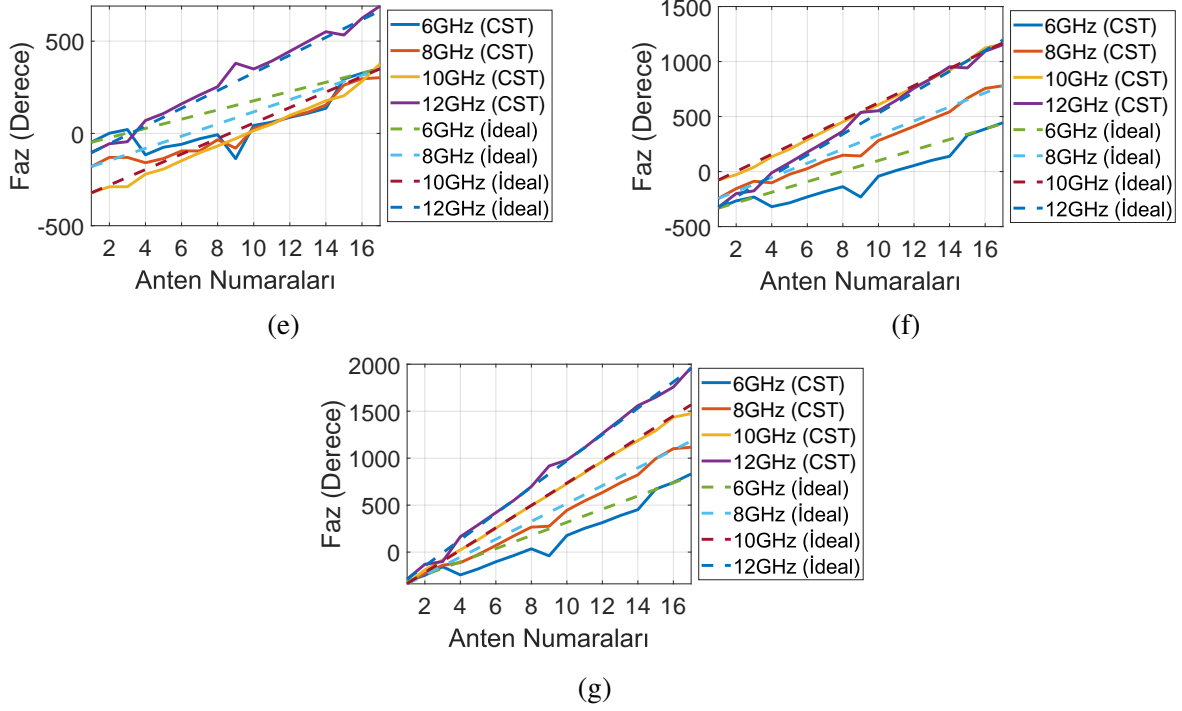 500
0
-500
Faz (Derece)
2 4 6 8 10 12 14 16
Anten Numaraları
6GHz (CST)
8GHz (CST)
10GHz (CST)
12GHz (CST)
6GHz (İdeal)
8GHz (İdeal)
10GHz (İdeal)
12GHz (İdeal)
(e)
1500
1000
500
0
-500
Faz (Derece)
2 4 6 8 10 12 14 16
Anten Numaraları
6GHz (CST)
8GHz (CST)
10GHz (CST)
12GHz (CST)
6GHz (İdeal)
8GHz (İdeal)
10GHz (İdeal)
12GHz (İdeal)
(f)
2000
1500
1000
500
0
Faz (Derece)
2 4 6 8 10 12 14 16
Anten Numaraları
6GHz (CST)
8GHz (CST)
10GHz (CST)
12GHz (CST)
6GHz (İdeal)
8GHz (İdeal)
10GHz (İdeal)
12GHz (İdeal)
(g)